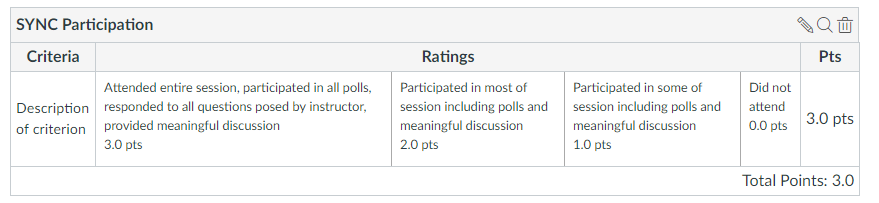 SYNC Participation
Criteria
Ratings
Pts
Description
of criterion
Attended entire session, participated in all polls,
responded to all questions posed by instructor,
provided meaningful discussion
3.0 pts
Participated in most of
session including polls and
meaningful discussion
2.0 pts
Participated in some of
session including polls and
meaningful discussion
1.0 pts
Did not
attend
0.0 pts
3.0 pts
Total Points: 3.0